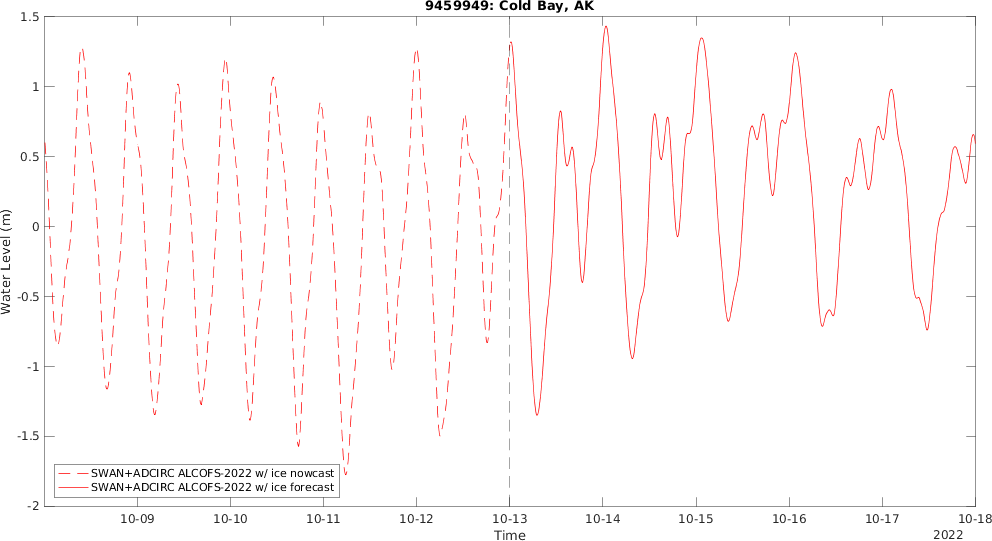 9459949: Cold Bay, AK
1.5
1
0.5
0
-0.5
-1
-1.5
-2
Water Level (m)
SWAN+ADCIRC ALCOFS-2022 w/ ice nowcast
SWAN+ADCIRC ALCOFS-2022 w/ ice forecast
10-09 10-10 10-11 10-12 10-13 10-14 10-15 10-16 10-17 10-18
Time
2022